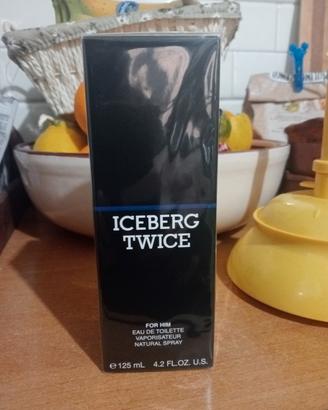 ICEBERG
TWICE
FOR HIM
EAU DE TOILETTE
VAPORISATEUR
NATURAL SPRAY
℮ 125 mL 4.2 FL.OZ. U.S.